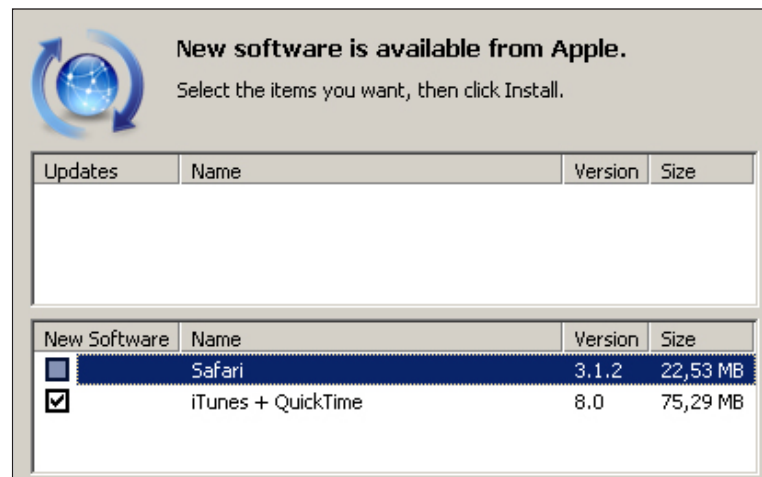 New software is available from Apple.
Select the items you want, then click Install.
Updates Name Version Size
New Software Name Version Size
Safari 3.1.2 22,53 MB
iTunes + QuickTime 8.0 75,29 MB